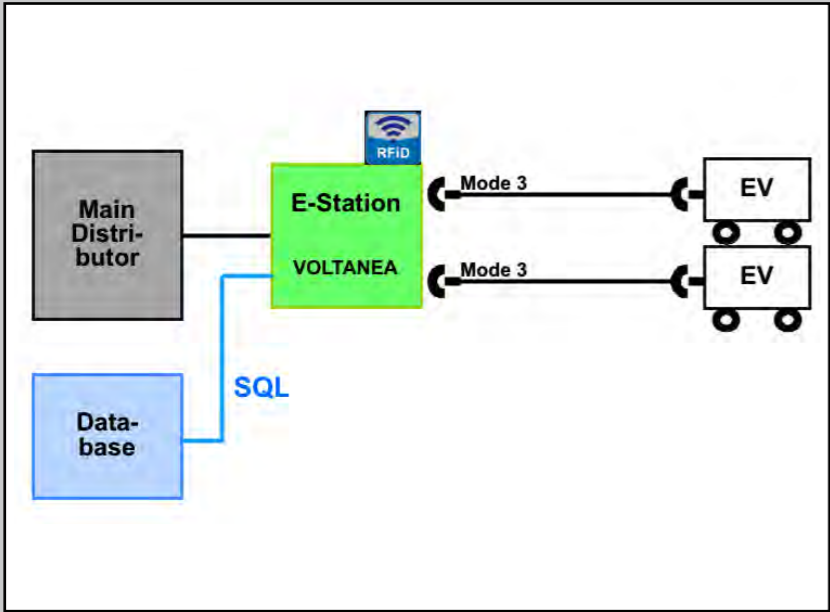 RFiD
Main
Distri-
butor
E-Station
VOLTANEA
Mode 3
EV
Mode 3
EV
SQL
Data-
base